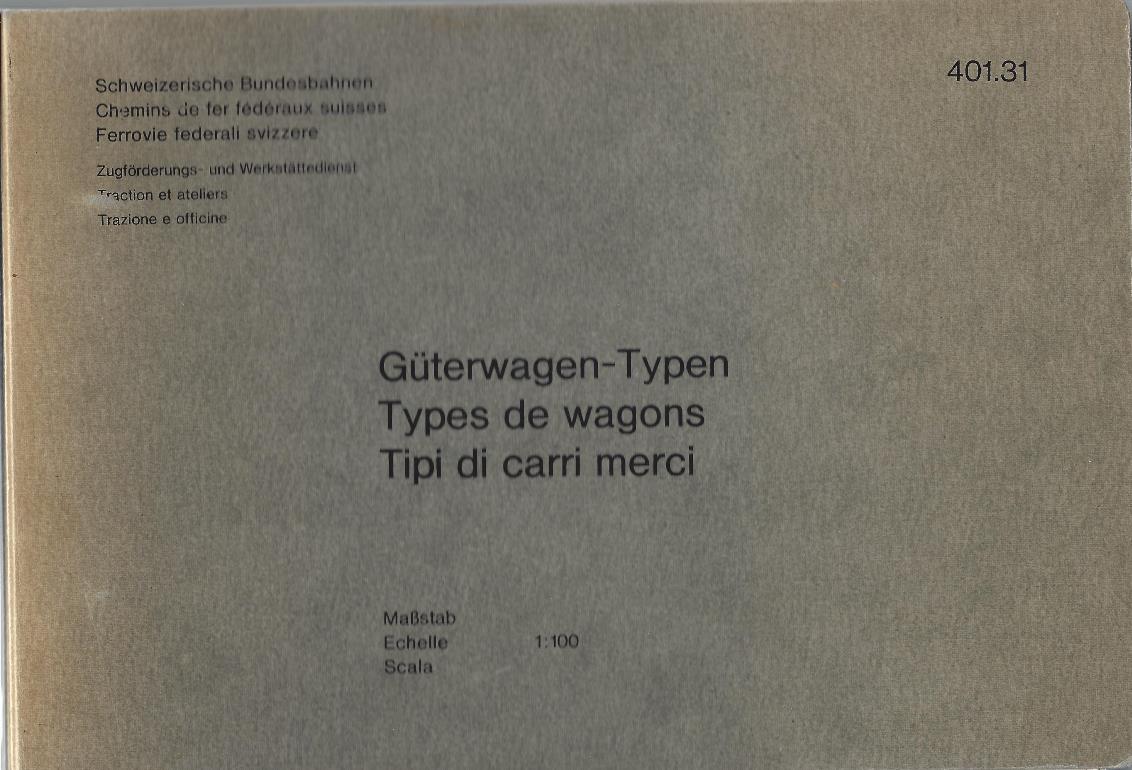 401.31
Schweizerische Bundesbahnen
Chemins de fer fédéraux suisses
Ferrovie federali svizzere
Zugförderungs- und Werkstättedienst
Traction et ateliers
Trazione e officine
Güterwagen-Typen
Types de wagons
Tipi di carri merci
Maßstab
Echelle 1:100
Scala